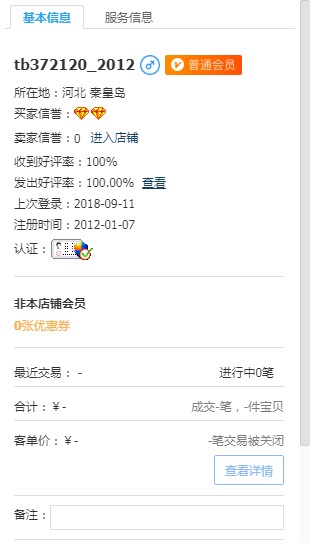 基本信息 服务信息
tb372120_2012 普通会员
所在地：河北 秦皇岛
买家信誉：
卖家信誉：0 进入店铺
收到好评率：100%
发出好评率：100.00% 查看
上次登录：2018-09-11
注册时间：2012-01-07
认证：
非本店铺会员
0张优惠券
最近交易： - 进行中0笔
合计：￥- 成交-笔，-件宝贝
客单价：￥- -笔交易被关闭
查看详情
备注：